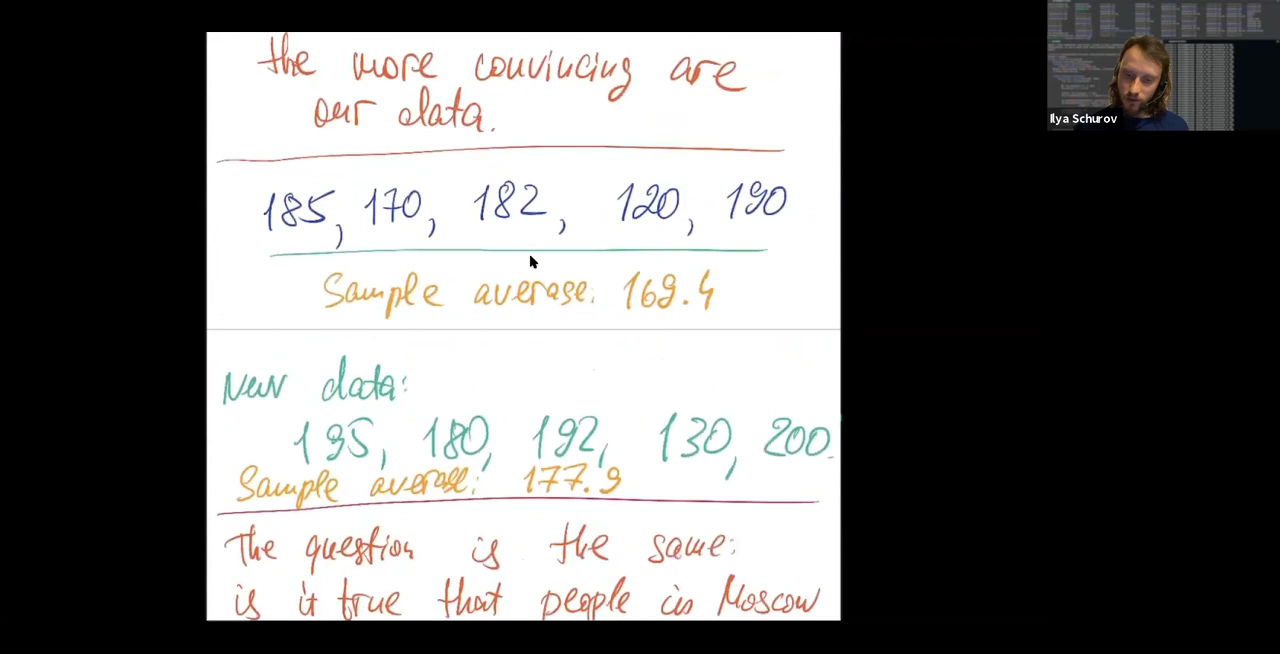 the more convincing are
our data.
185, 170, 182, 120, 190
Sample average: 169.4
New data:
195, 180, 192, 130, 200.
Sample average: 177.9
The question is the same:
is it true that people in Moscow
Ilya Schurov